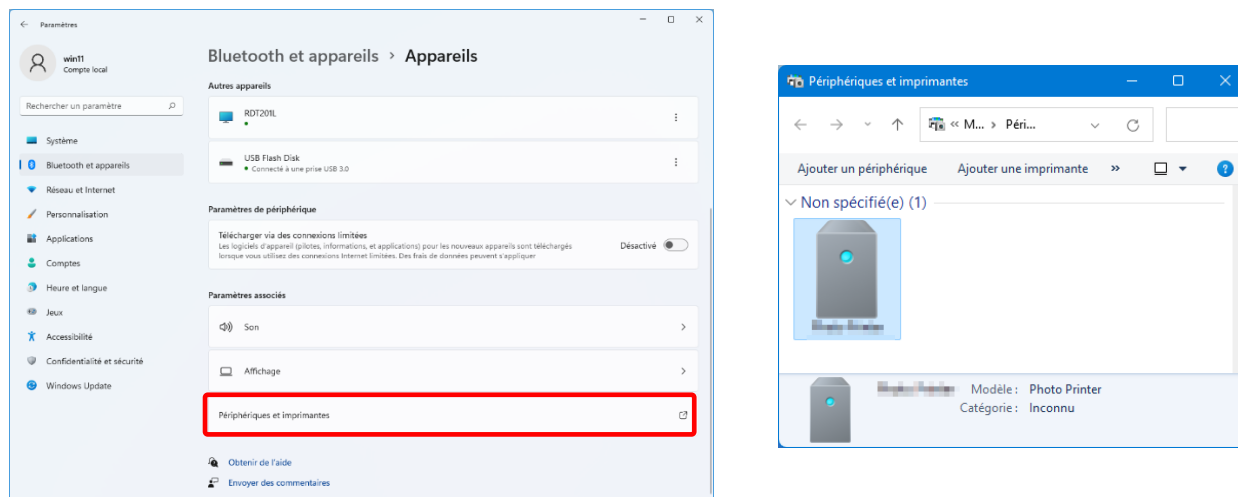 Paramètres
win11
Compte local
Rechercher un paramètre
Système
Bluetooth et appareils
Réseau et Internet
Personnalisation
Applications
Comptes
Heure et langue
Jeux
Accessibilité
Confidentialité et sécurité
Windows Update
Bluetooth et appareils > Appareils
Autres appareils
RDT201L
USB Flash Disk
Connecté à une prise USB 3.0
Paramètres de périphérique
Télécharger via des connexions limitées
Les logiciels d'appareil (pilotes, informations, et applications) pour les nouveaux appareils sont téléchargés
lorsque vous utilisez des connexions Internet limitées. Des frais de données peuvent s'appliquer
Désactivé
Paramètres associés
Son
Affichage
Périphériques et imprimantes
Obtenir de l'aide
Envoyer des commentaires
Périphériques et imprimantes
« M... > Péri...
Ajouter un périphérique Ajouter une imprimante »
?
Non spécifié(e) (1)
Modèle : Photo Printer
Catégorie : Inconnu